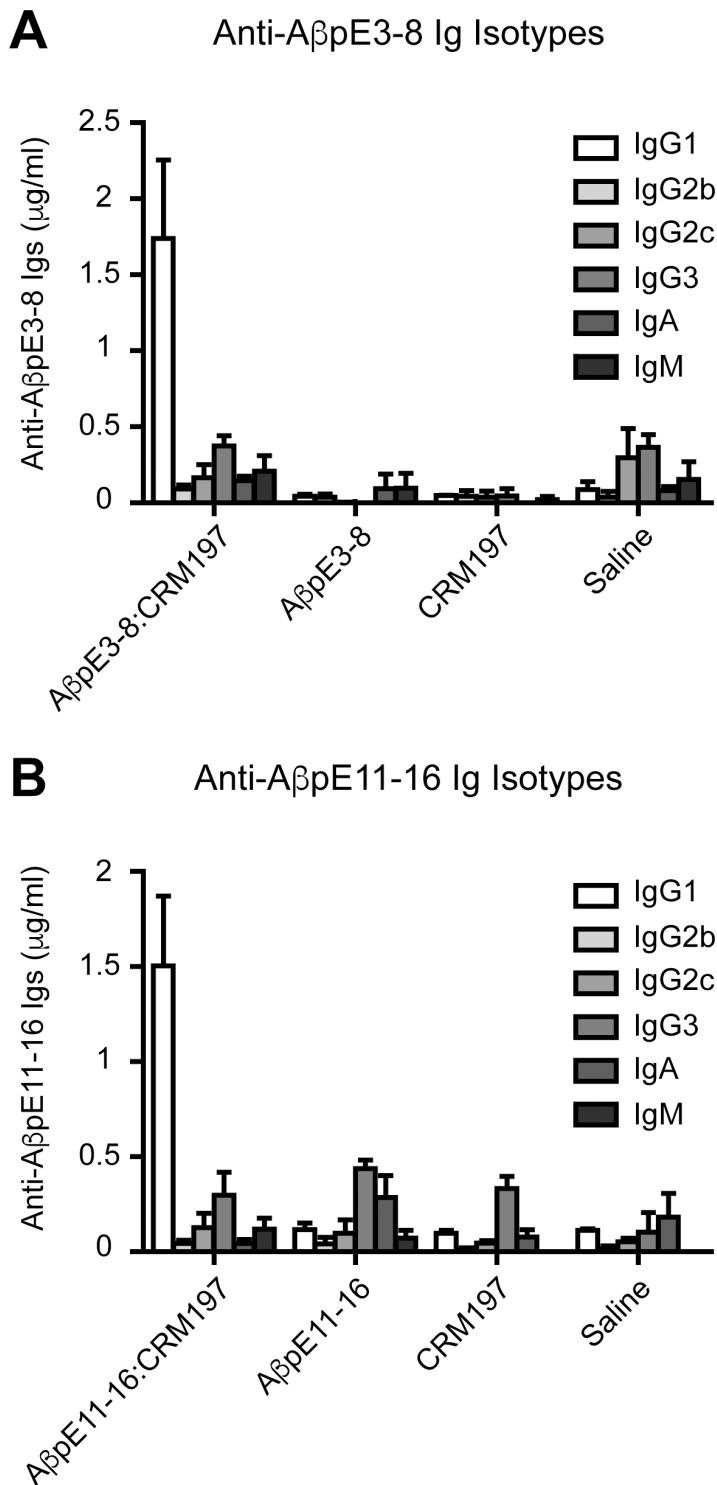 A
Anti-AβpE3-8 Ig Isotypes
Anti-AβpE3-8 Igs (μg/ml)
2.5
2
1.5
1
0.5
0
IgG1
IgG2b
IgG2c
IgG3
IgA
IgM
AβpE3-8:CRM197
AβpE3-8
CRM197
Saline
B
Anti-AβpE11-16 Ig Isotypes
Anti-AβpE11-16 Igs (μg/ml)
2
1.5
1
0.5
0
IgG1
IgG2b
IgG2c
IgG3
IgA
IgM
AβpE11-16:CRM197
AβpE11-16
CRM197
Saline